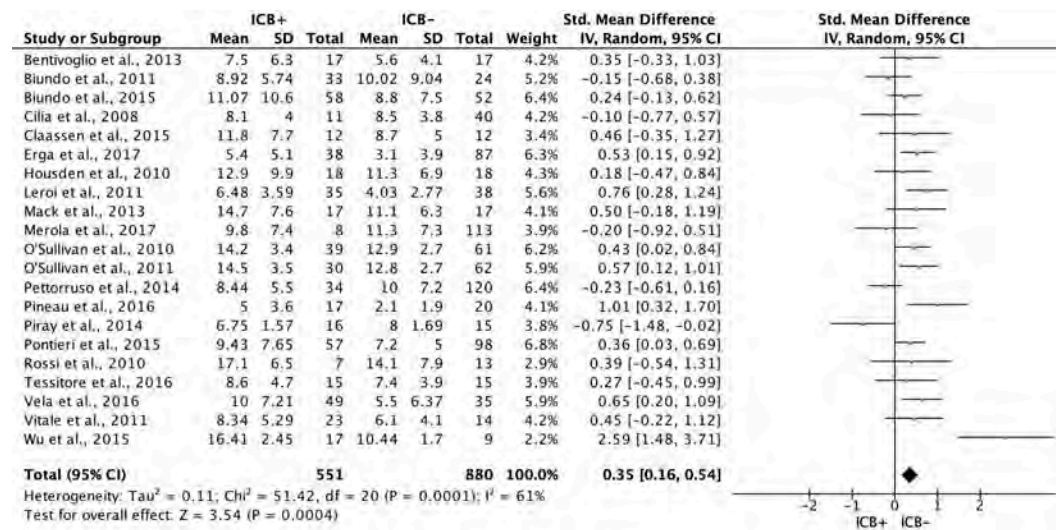 ICB+ ICB- Std. Mean Difference Std. Mean Difference
Study or Subgroup Mean SD Total Mean SD Total Weight IV, Random, 95% CI IV, Random, 95% CI
Bentivoglio et al., 2013 7.5 6.3 17 5.6 4.1 17 4.2% 0.35 [-0.33, 1.03]
Biundo et al., 2011 8.92 5.74 33 10.02 9.04 24 5.2% -0.15 [-0.68, 0.38]
Biundo et al., 2015 11.07 10.6 58 8.8 7.5 52 6.4% 0.24 [-0.13, 0.62]
Cilia et al., 2008 8.1 4 11 8.5 3.8 40 4.3% -0.10 [-0.77, 0.57]
Claassen et al., 2015 11.8 7.7 12 8.7 5 12 3.4% 0.46 [-0.35, 1.27]
Erga et al., 2017 5.4 5.1 38 3.1 3.9 87 6.3% 0.53 [0.15, 0.92]
Housden et al., 2010 12.9 9.9 18 11.3 6.9 18 4.4% 0.18 [-0.47, 0.84]
Leroi et al., 2011 6.48 3.59 35 4.03 2.77 38 5.6% 0.76 [0.28, 1.24]
Mack et al., 2013 14.7 7.6 17 11.1 6.3 17 4.1% 0.50 [-0.18, 1.19]
Merola et al., 2017 9.8 7.4 8 11.3 7.3 113 4.0% -0.20 [-0.92, 0.51]
O'Sullivan et al., 2010 14.2 3.4 39 12.9 2.7 61 6.1% 0.43 [0.02, 0.84]
O'Sullivan et al., 2011 14.5 3.5 30 12.8 2.7 62 5.9% 0.57 [0.12, 1.01]
Pettorruso et al., 2014 8.44 5.5 34 10 7.2 120 6.4% -0.23 [-0.61, 0.16]
Pineau et al., 2016 5 3.6 17 2.1 1.9 20 4.1% 1.01 [0.32, 1.70]
Piray et al., 2014 6.75 1.57 16 8 1.69 15 3.8% -0.75 [-1.48, -0.02]
Pontieri et al., 2015 9.43 7.65 57 7.2 5 98 6.8% 0.36 [0.03, 0.69]
Rossi et al., 2010 17.1 6.5 7 14.1 7.9 13 2.9% 0.39 [-0.54, 1.31]
Tessitore et al., 2016 8.6 4.7 15 7.4 3.9 15 4.0% 0.27 [-0.45, 0.99]
Vela et al., 2016 10 7.21 49 5.5 6.37 35 5.9% 0.65 [0.20, 1.09]
Vitale et al., 2011 8.34 5.29 23 6.1 4.1 14 4.2% 0.45 [-0.22, 1.12]
Wu et al., 2015 16.41 2.45 17 10.44 1.7 9 2.2% 2.59 [1.48, 3.71]
Total (95% CI) 551 880 100.0% 0.35 [0.16, 0.54]
Heterogeneity: Tau² = 0.11; Chi² = 51.42, df = 20 (P = 0.0001); I² = 61%
Test for overall effect: Z = 3.54 (P = 0.0004)
-2 -1 0 1 2
ICB+ ICB-